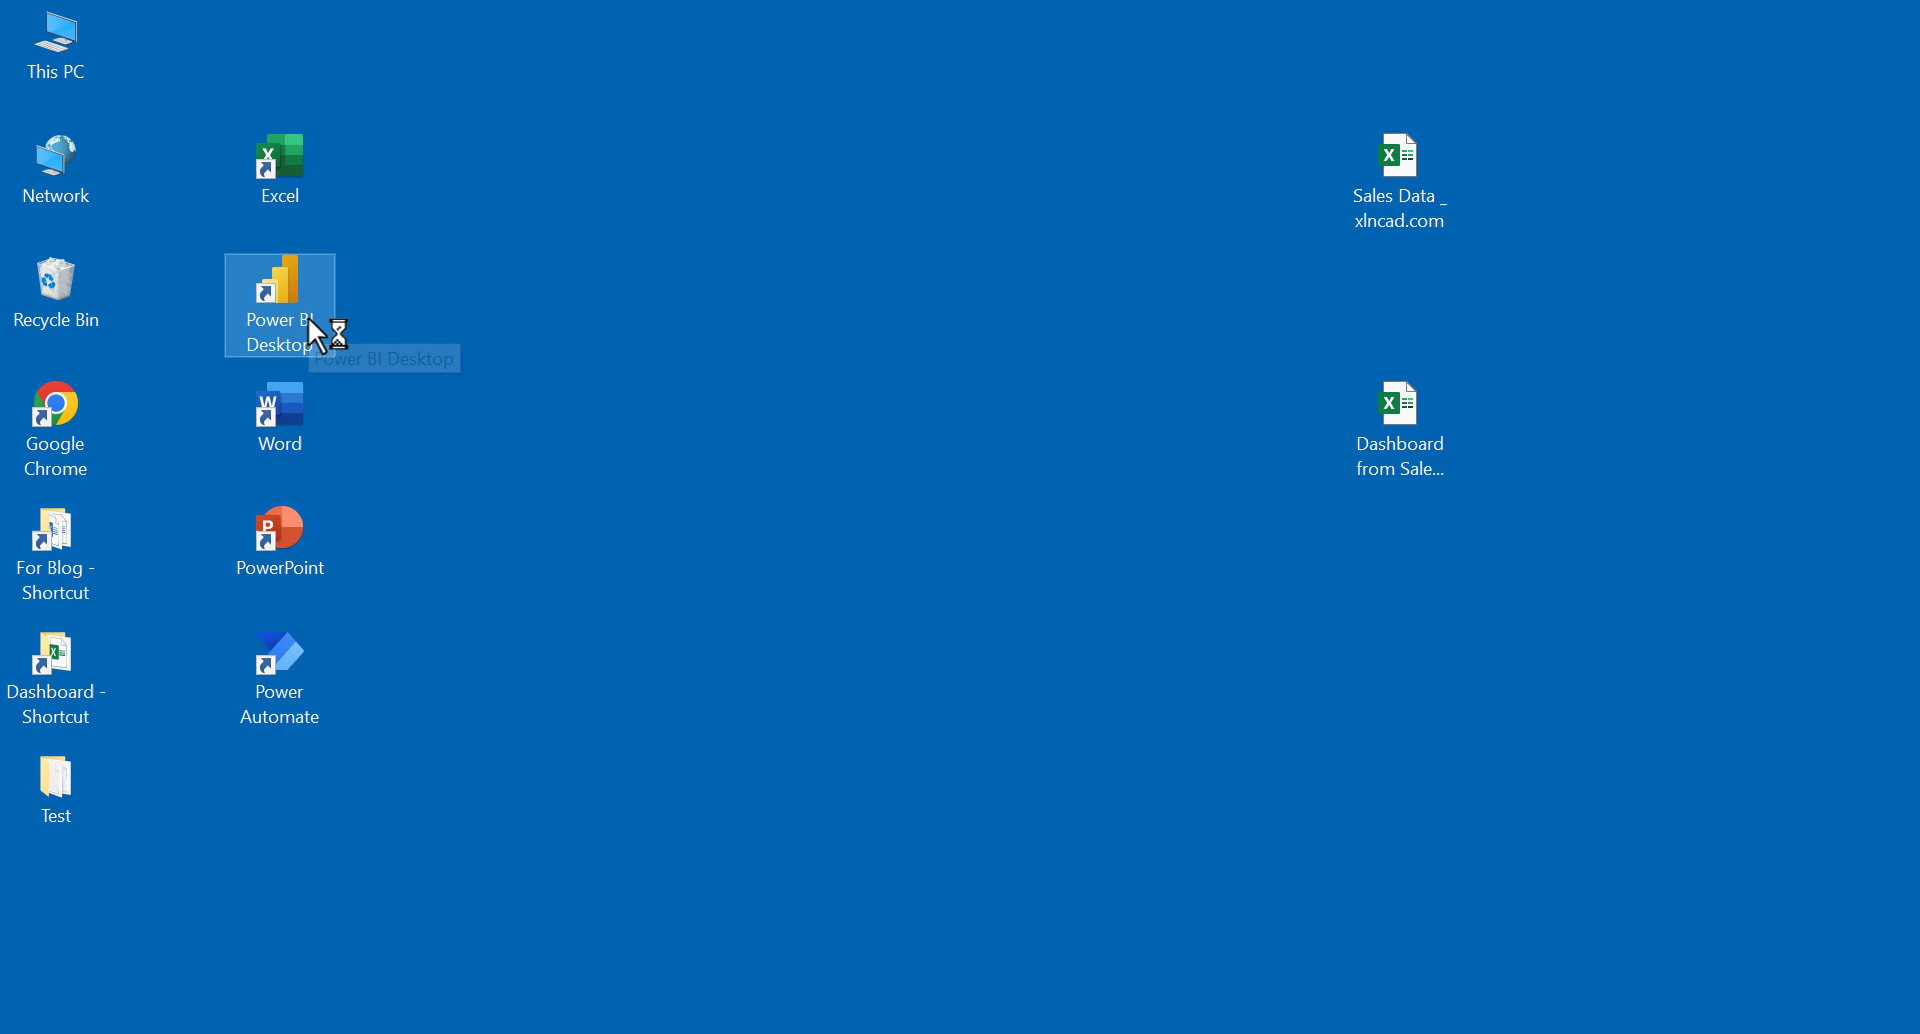 This PC
Network
Excel
Sales Data _
xlncad.com
Recycle Bin
Power BI
Desktop
Power BI Desktop
Google
Chrome
Word
Dashboard
from Sale...
For Blog -
Shortcut
PowerPoint
Dashboard -
Shortcut
Power
Automate
Test